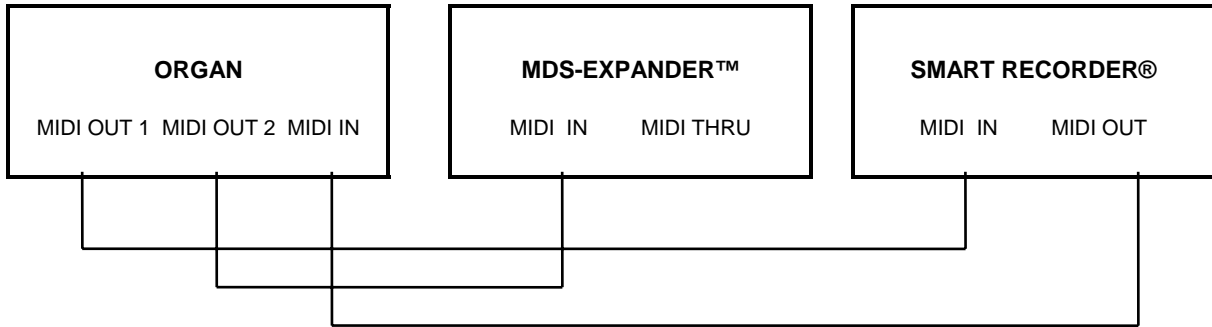 ORGAN
MIDI OUT 1 MIDI OUT 2 MIDI IN
MDS-EXPANDER™
MIDI IN MIDI THRU
SMART RECORDER®
MIDI IN MIDI OUT